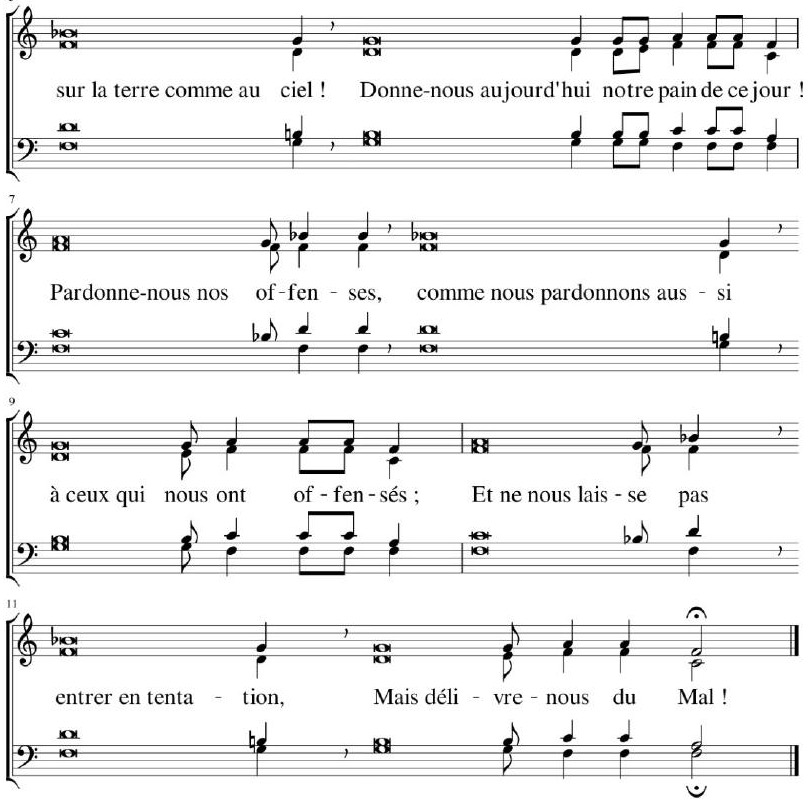 sur la terre comme au ciel ! Donne-nous aujourd'hui notre pain de ce jour !
7
Pardonne-nous nos of-fen - ses, comme nous pardonnons aus - si
9
à ceux qui nous ont of - fen - sés ; Et ne nous lais - se pas
11
entrer en tenta - tion, Mais déli - vre - nous du Mal !